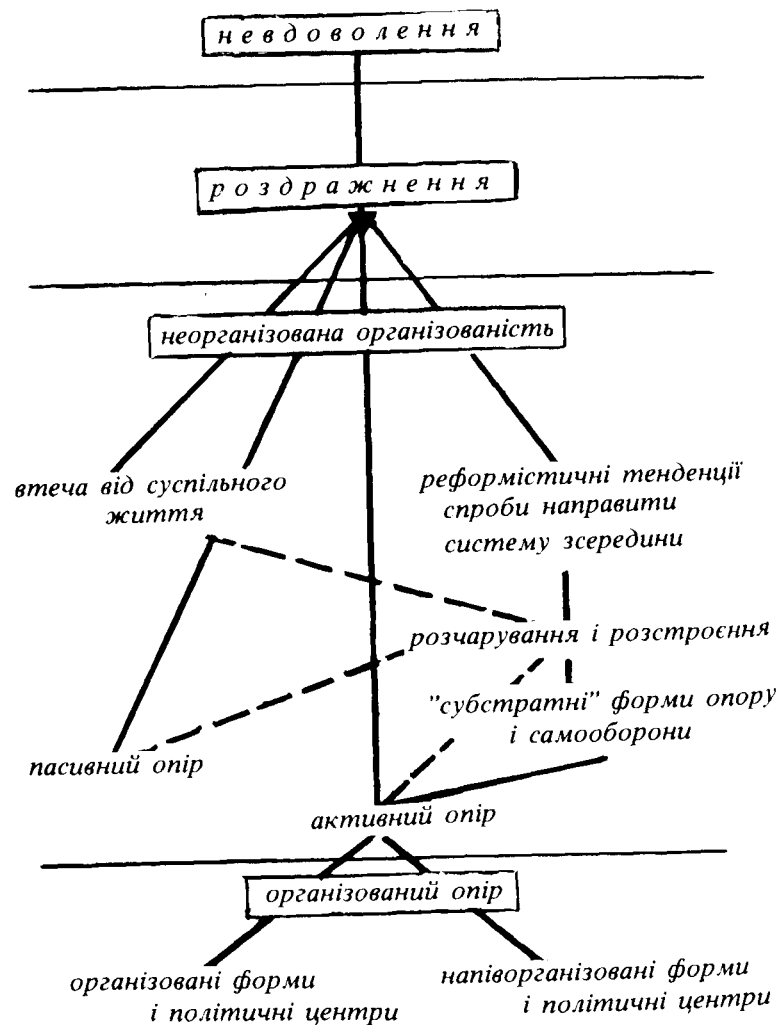 невдоволення
роздражнення
неорганізована організованість
втеча від суспільного
життя
реформістичні тенденції
спроби направити
систему зсередини
розчарування і розстроєння
"субстратні" форми опору
і самооборони
пасивний опір
активний опір
організований опір
організовані форми
і політичні центри
напіворганізовані форми
і політичні центри